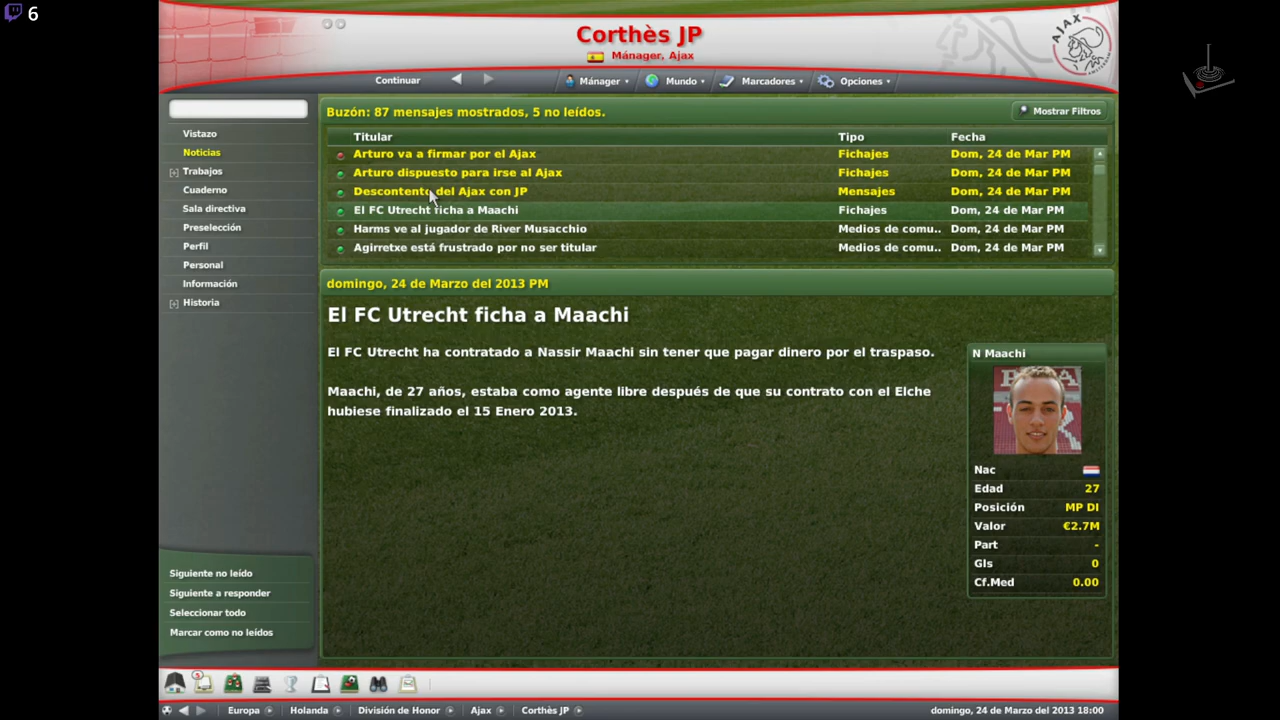 6
Corthès JP
Mánager, Ajax
AJAX
Continuar
Mánager
Mundo
Marcadores
Opciones
Vistazo
Noticias
Trabajos
Cuaderno
Sala directiva
Preselección
Perfil
Personal
Información
Historia
Buzón: 87 mensajes mostrados, 5 no leídos.
Mostrar Filtros
Titular Tipo Fecha
Arturo va a firmar por el Ajax Fichajes Dom, 24 de Mar PM
Arturo dispuesto para irse al Ajax Fichajes Dom, 24 de Mar PM
Descontento del Ajax con JP Mensajes Dom, 24 de Mar PM
El FC Utrecht ficha a Maachi Fichajes Dom, 24 de Mar PM
Harms ve al jugador de River Musacchio Medios de comu.. Dom, 24 de Mar PM
Agirretxe está frustrado por no ser titular Medios de comu.. Dom, 24 de Mar PM
domingo, 24 de Marzo del 2013 PM
El FC Utrecht ficha a Maachi
El FC Utrecht ha contratado a Nassir Maachi sin tener que pagar dinero por el traspaso.
Maachi, de 27 años, estaba como agente libre después de que su contrato con el Elche
hubiese finalizado el 15 Enero 2013.
N Maachi
Nac
Edad 27
Posición MP DI
Valor €2.7M
Part -
Gls 0
Cf.Med 0.00
Siguiente no leído
Siguiente a responder
Seleccionar todo
Marcar como no leídos
5
Europa
Holanda
División de Honor
Ajax
Corthès JP
domingo, 24 de Marzo del 2013 18:00